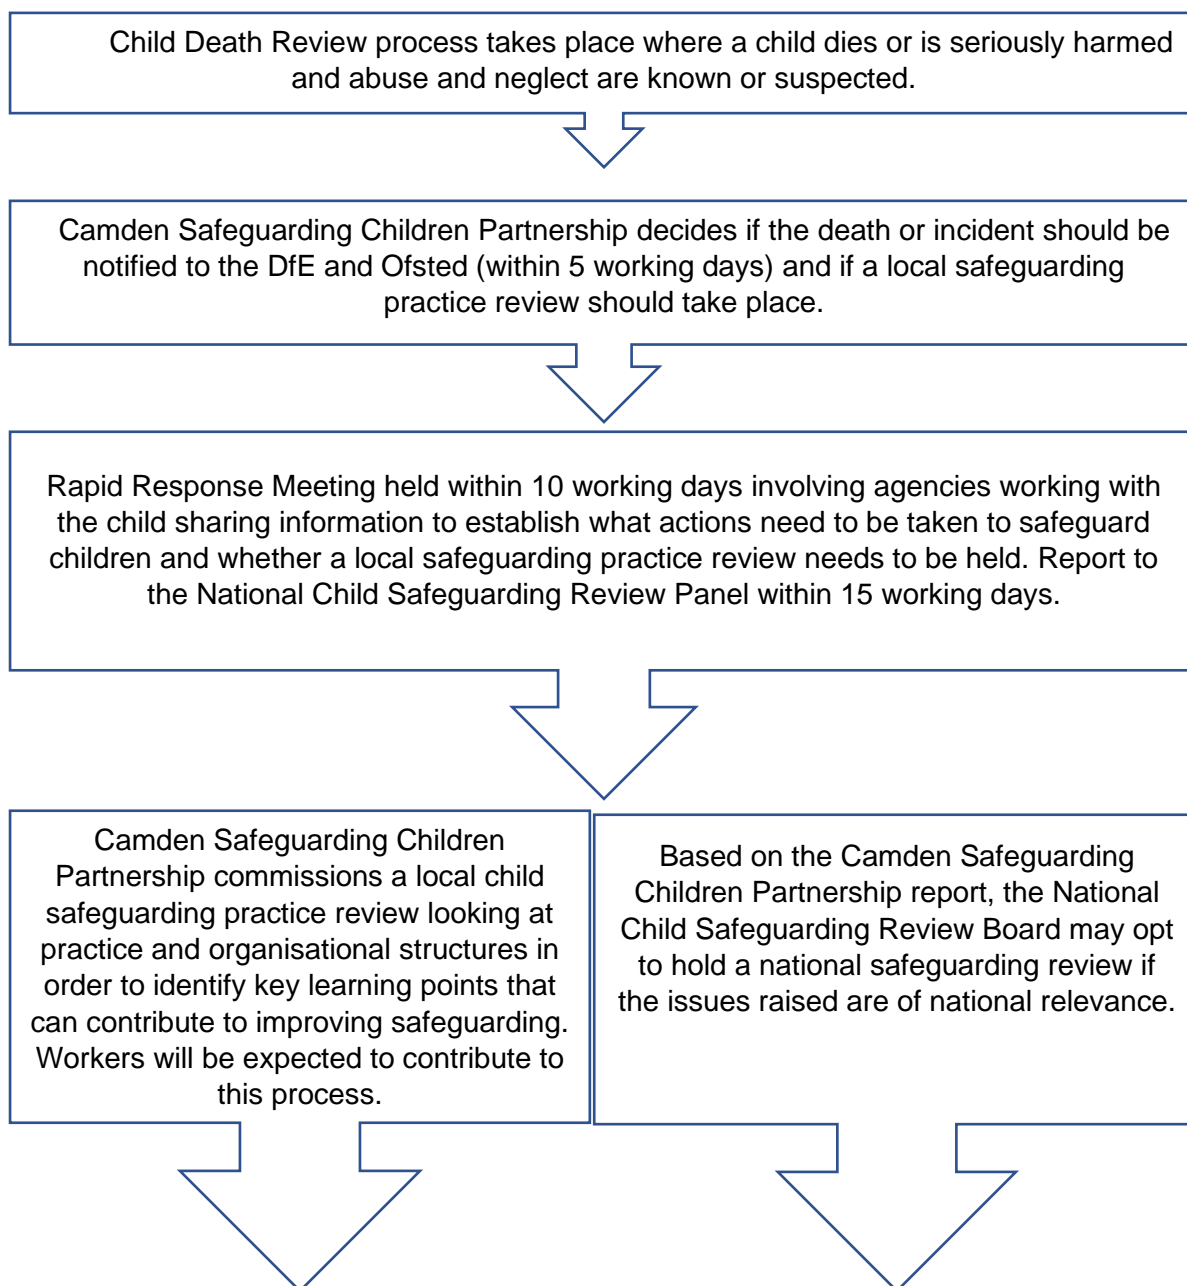 Child Death Review process takes place where a child dies or is seriously harmed
and abuse and neglect are known or suspected.
Camden Safeguarding Children Partnership decides if the death or incident should be
notified to the DfE and Ofsted (within 5 working days) and if a local safeguarding
practice review should take place.
Rapid Response Meeting held within 10 working days involving agencies working with
the child sharing information to establish what actions need to be taken to safeguard
children and whether a local safeguarding practice review needs to be held. Report to
the National Child Safeguarding Review Panel within 15 working days.
Camden Safeguarding Children
Partnership commissions a local child
safeguarding practice review looking at
practice and organisational structures in
order to identify key learning points that
can contribute to improving safeguarding.
Workers will be expected to contribute to
this process.
Based on the Camden Safeguarding
Children Partnership report, the National
Child Safeguarding Review Board may opt
to hold a national safeguarding review if
the issues raised are of national relevance.